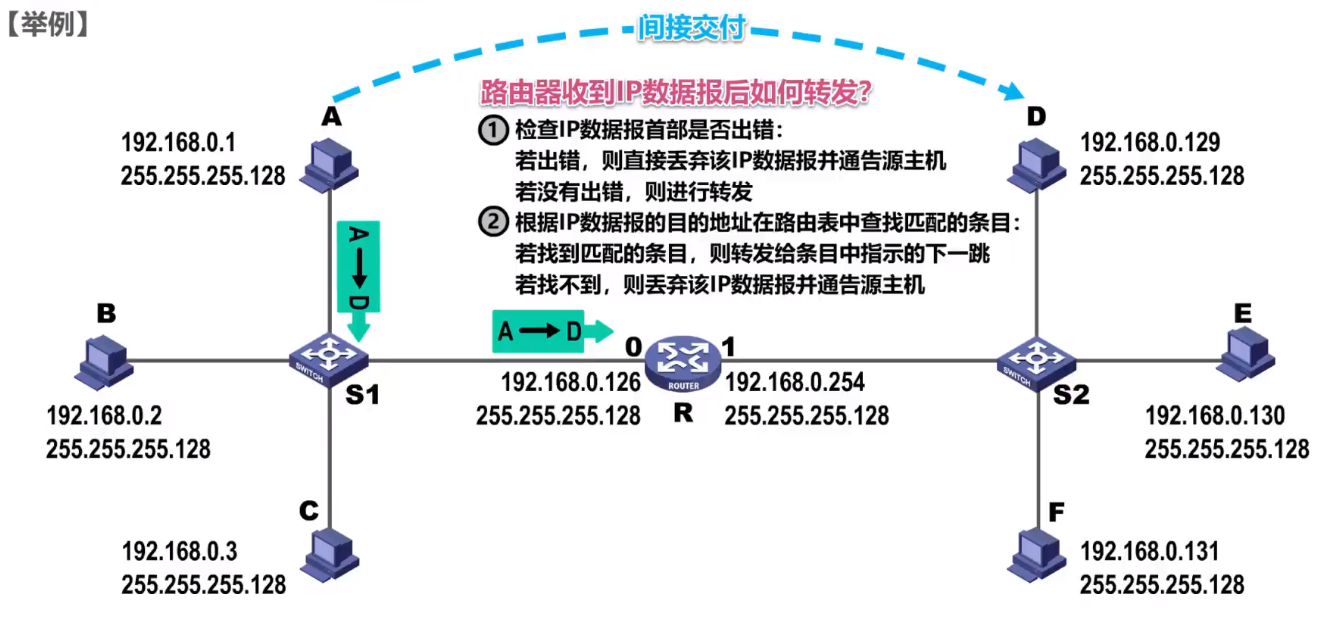 【举例】
间接交付
路由器收到IP数据报后如何转发？
① 检查IP数据报首部是否出错：
若出错，则直接丢弃该IP数据报并通告源主机
若没有出错，则进行转发
② 根据IP数据报的目的地址在路由表中查找匹配的条目：
若找到匹配的条目，则转发给条目中指示的下一跳
若找不到，则丢弃该IP数据报并通告源主机
A
192.168.0.1
255.255.255.128
D
192.168.0.129
255.255.255.128
A→D
B
192.168.0.2
255.255.255.128
SWITCH
S1
A→D
0
192.168.0.126
255.255.255.128
ROUTER
R
1
192.168.0.254
255.255.255.128
SWITCH
S2
E
192.168.0.130
255.255.255.128
C
192.168.0.3
255.255.255.128
F
192.168.0.131
255.255.255.128